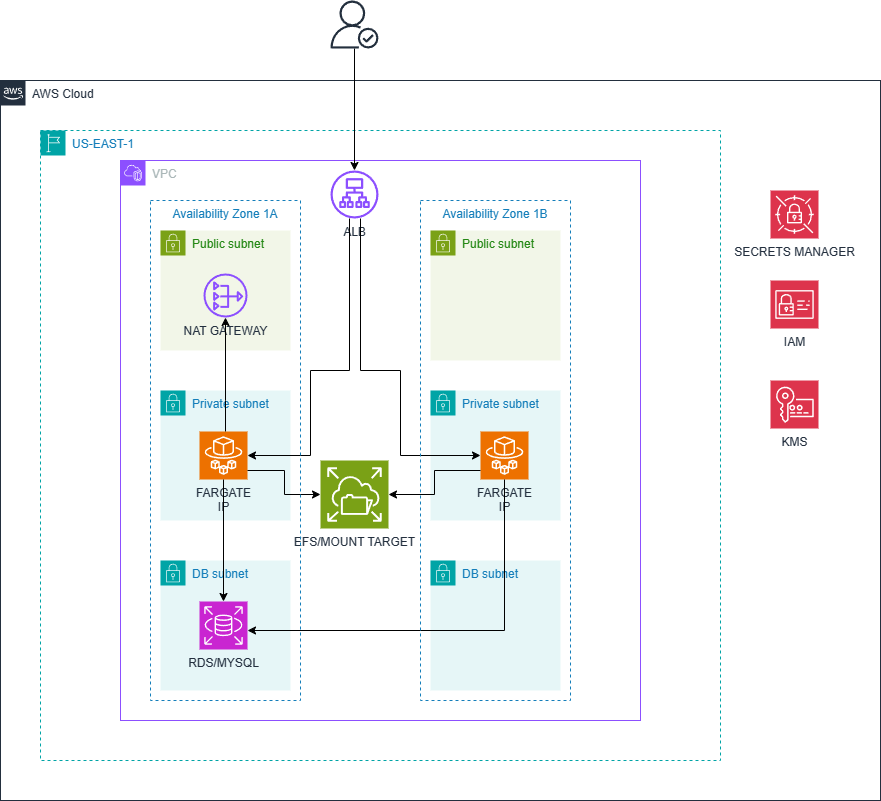 aws
AWS Cloud
US-EAST-1
VPC
ALB
Availability Zone 1A
Availability Zone 1B
Public subnet
Public subnet
NAT GATEWAY
Private subnet
Private subnet
FARGATE
IP
FARGATE
IP
EFS/MOUNT TARGET
DB subnet
DB subnet
RDS/MYSQL
SECRETS MANAGER
IAM
KMS